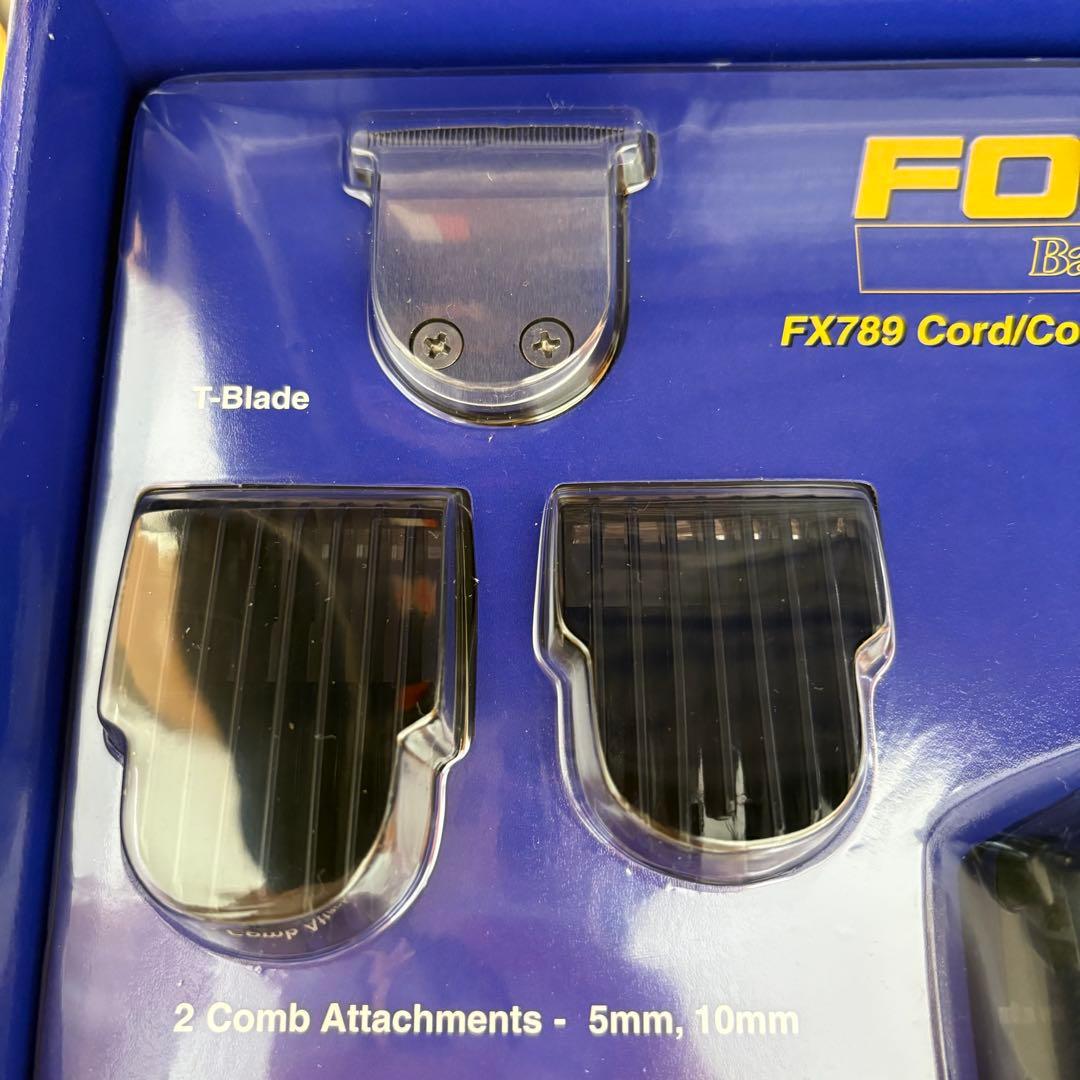 FO
Ba
FX789 Cord/Co
T-Blade
2 Comb Attachments - 5mm, 10mm